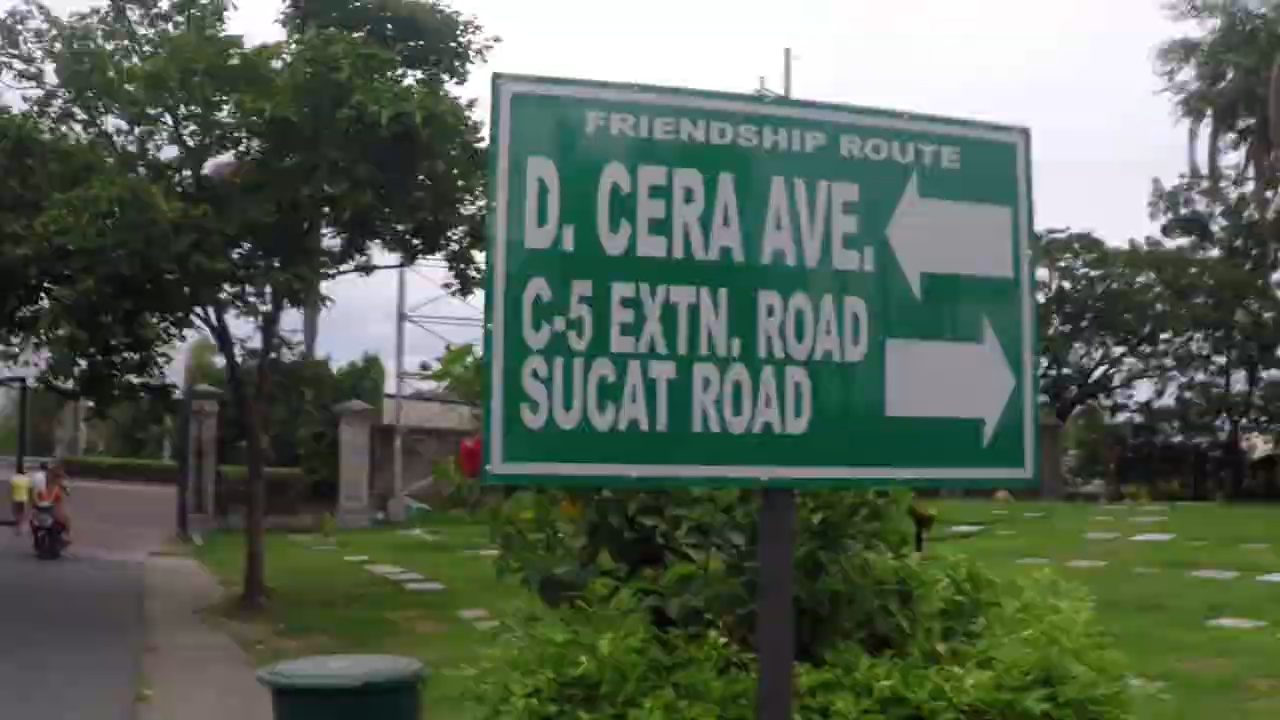 FRIENDSHIP ROUTE
D. CERA AVE.
C-5 EXTN. ROAD
SUCAT ROAD